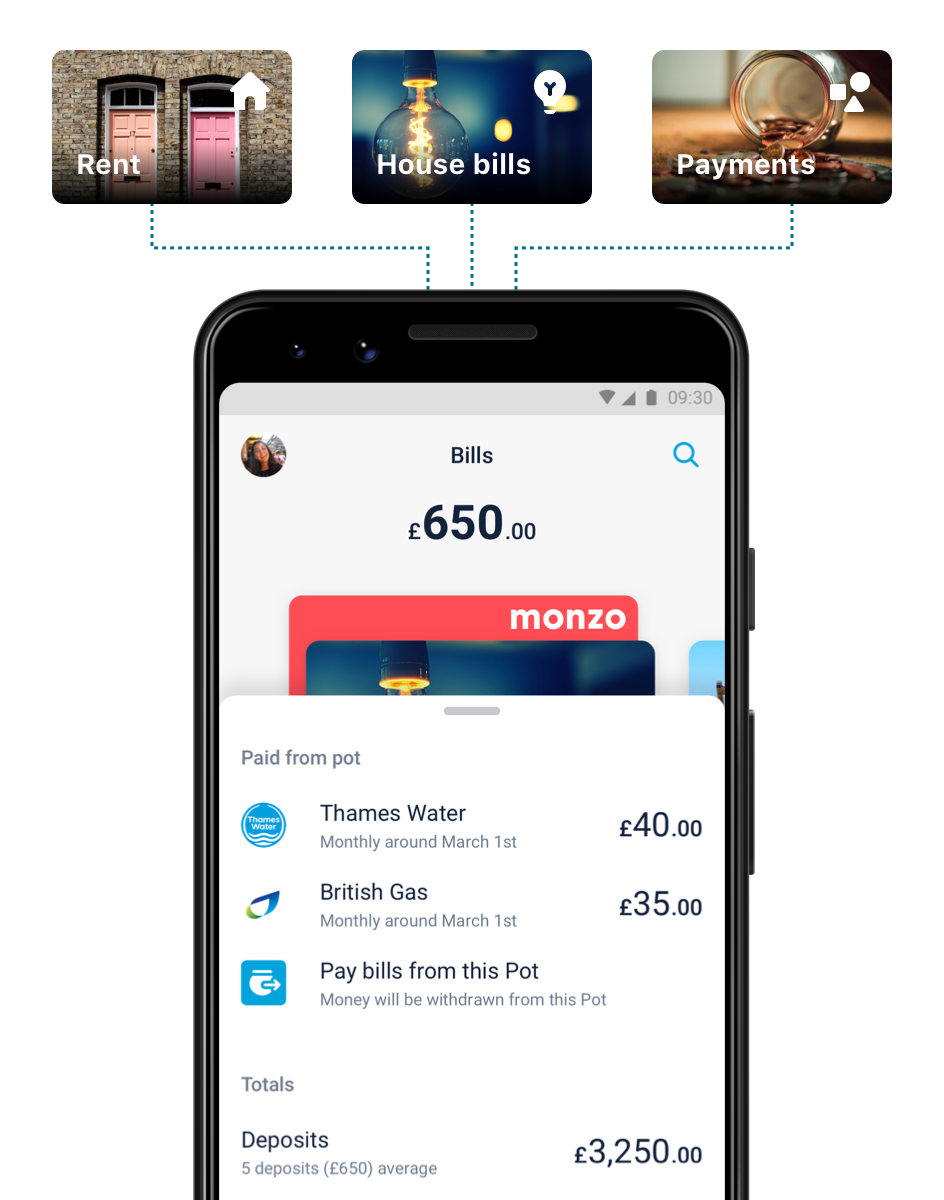 Rent
House bills
Payments
09:30
Bills
£650.00
monzo
Paid from pot
Thames Water
Thames Water
£40.00
Monthly around March 1st
British Gas
£35.00
Monthly around March 1st
Pay bills from this Pot
Money will be withdrawn from this Pot
Totals
Deposits
£3,250.00
5 deposits (£650) average